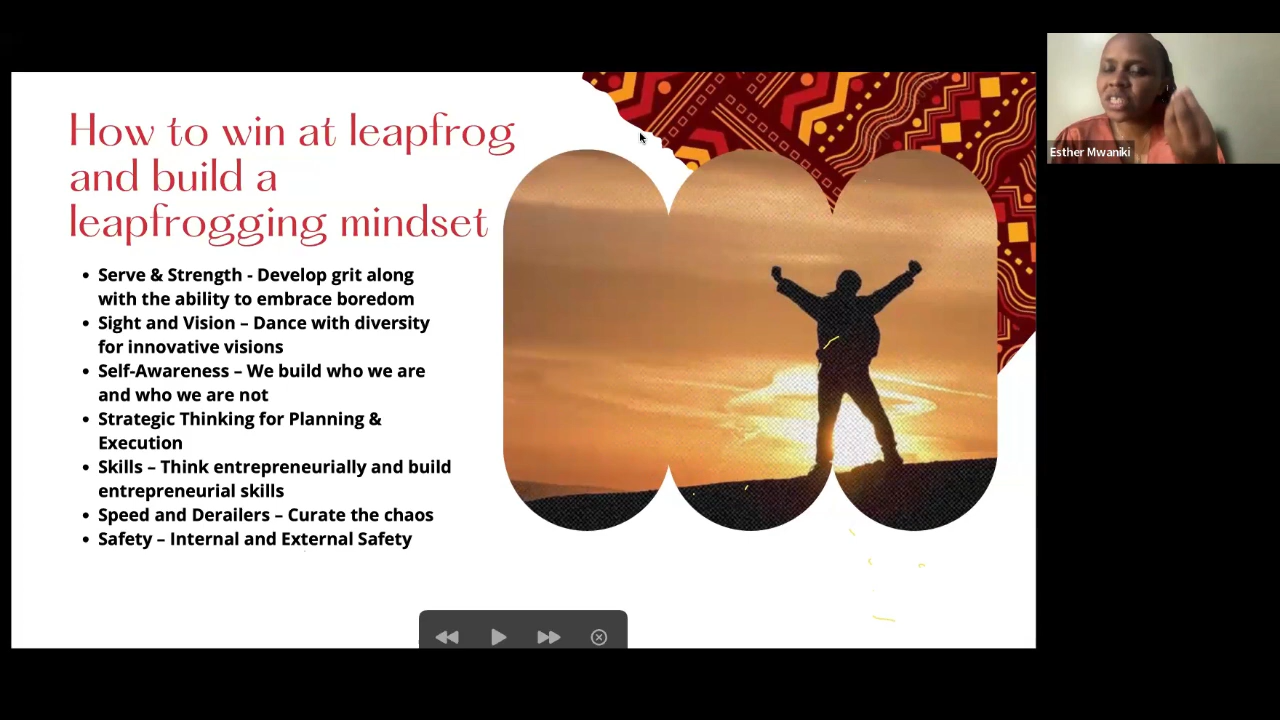 How to win at leapfrog
and build a
leapfrogging mindset
• Serve & Strength - Develop grit along
with the ability to embrace boredom
• Sight and Vision – Dance with diversity
for innovative visions
• Self-Awareness – We build who we are
and who we are not
• Strategic Thinking for Planning &
Execution
• Skills – Think entrepreneurially and build
entrepreneurial skills
• Speed and Derailers – Curate the chaos
• Safety – Internal and External Safety
Esther Mwaniki